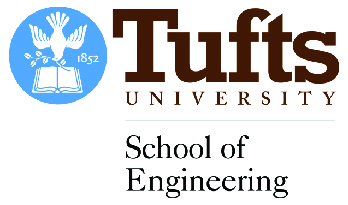 1852
Tufts
UNIVERSITY
School of
Engineering